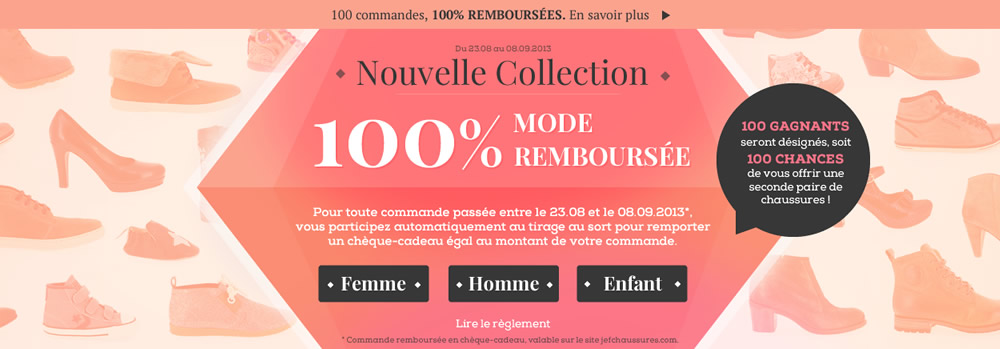 100 commandes, 100% REMBOURSÉES. En savoir plus
Du 23.08 au 08.09.2013
Nouvelle Collection
100% MODE
REMBOURSÉE
100 GAGNANTS
seront désignés, soit
100 CHANCES
de vous offrir une
seconde paire de
chaussures !
Pour toute commande passée entre le 23.08 et le 08.09.2013*,
vous participez automatiquement au tirage au sort pour remporter
un chèque-cadeau égal au montant de votre commande.
Femme Homme Enfant
Lire le règlement
* Commande remboursée en chèque-cadeau, valable sur le site jefchaussures.com.